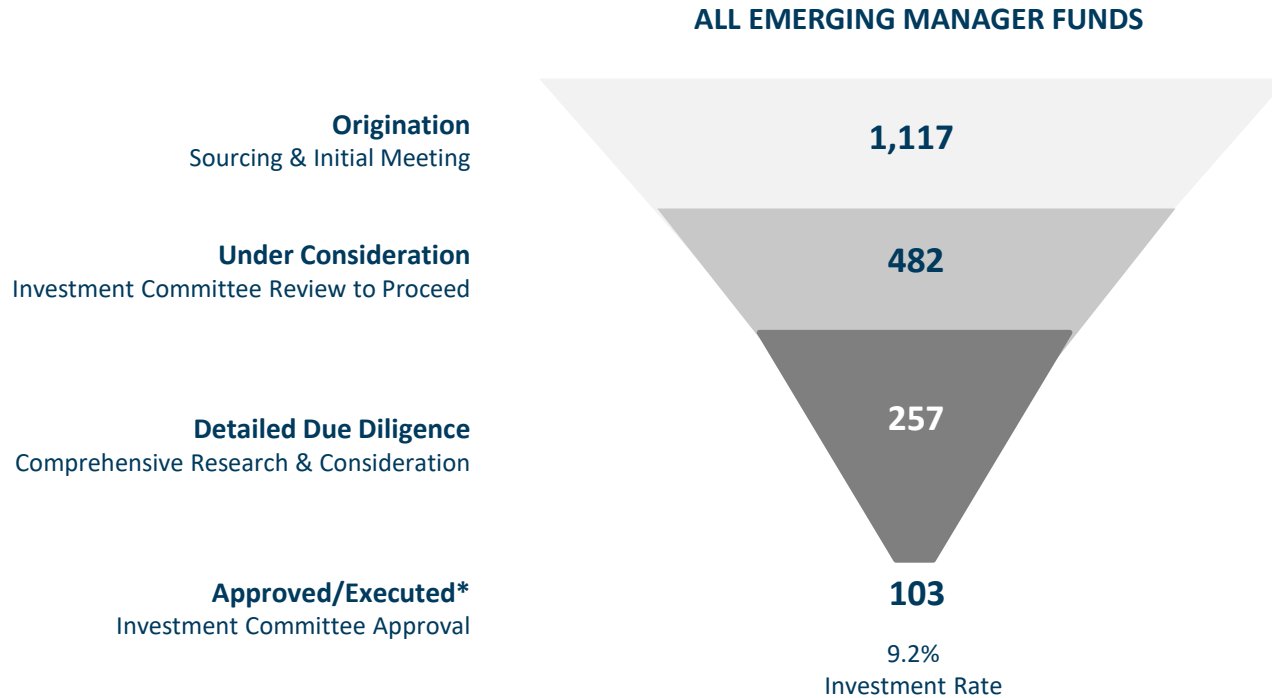 ALL EMERGING MANAGER FUNDS
Origination
Sourcing & Initial Meeting
1,117
Under Consideration
Investment Committee Review to Proceed
482
Detailed Due Diligence
Comprehensive Research & Consideration
257
Approved/Executed*
Investment Committee Approval
103
9.2%
Investment Rate